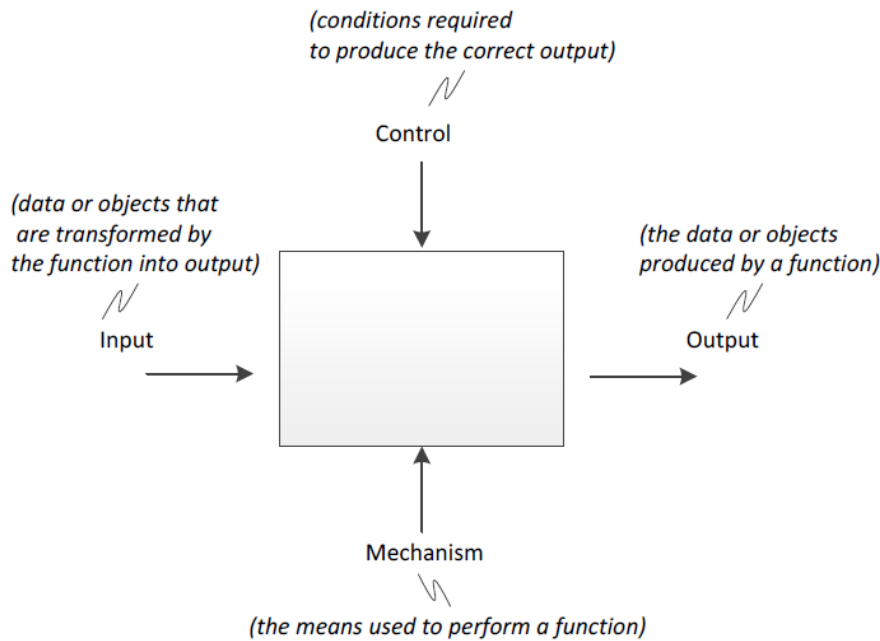 (conditions required
to produce the correct output)
Control
(data or objects that
are transformed by
the function into output)
Input
(the data or objects
produced by a function)
Output
Mechanism
(the means used to perform a function)